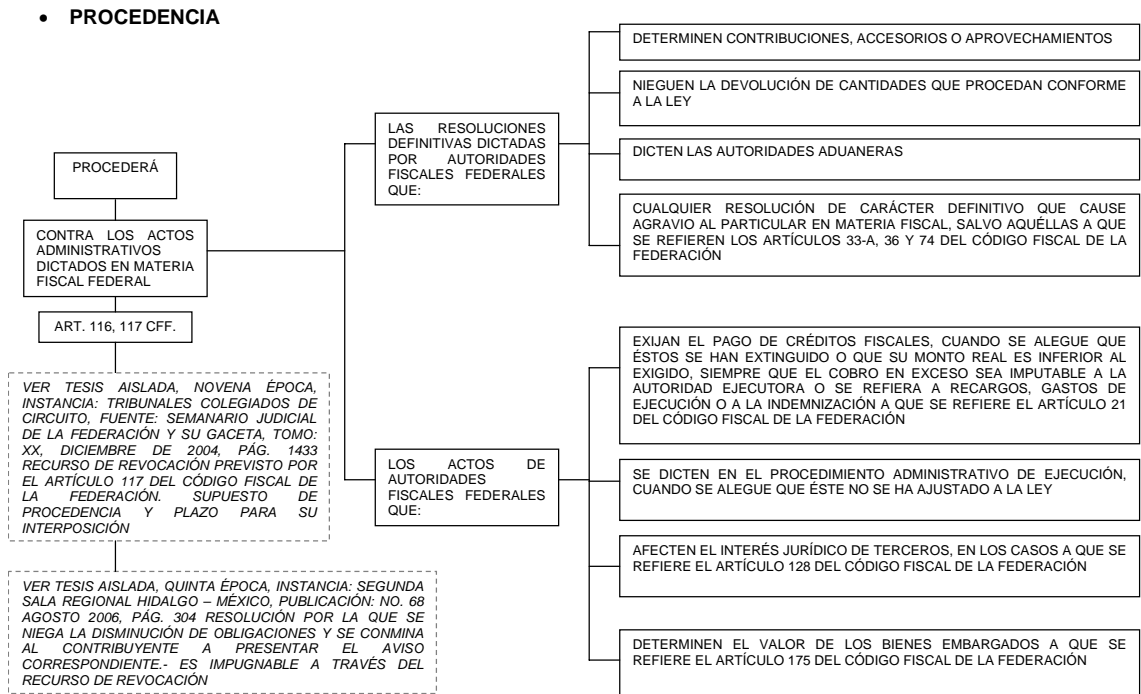 • PROCEDENCIA
PROCEDERÁ
CONTRA LOS ACTOS
ADMINISTRATIVOS
DICTADOS EN MATERIA
FISCAL FEDERAL
ART. 116, 117 CFF.
VER TESIS AISLADA, NOVENA ÉPOCA,
INSTANCIA: TRIBUNALES COLEGIADOS DE
CIRCUITO, FUENTE: SEMANARIO JUDICIAL
DE LA FEDERACIÓN Y SU GACETA, TOMO:
XX, DICIEMBRE DE 2004, PÁG. 1433
RECURSO DE REVOCACIÓN PREVISTO POR
EL ARTÍCULO 117 DEL CÓDIGO FISCAL DE
LA FEDERACIÓN. SUPUESTO DE
PROCEDENCIA Y PLAZO PARA SU
INTERPOSICIÓN
VER TESIS AISLADA, QUINTA ÉPOCA, INSTANCIA: SEGUNDA
SALA REGIONAL HIDALGO – MÉXICO, PUBLICACIÓN: NO. 68
AGOSTO 2006, PÁG. 304 RESOLUCIÓN POR LA QUE SE
NIEGA LA DISMINUCIÓN DE OBLIGACIONES Y SE CONMINA
AL CONTRIBUYENTE A PRESENTAR EL AVISO
CORRESPONDIENTE.- ES IMPUGNABLE A TRAVÉS DEL
RECURSO DE REVOCACIÓN
LAS RESOLUCIONES
DEFINITIVAS DICTADAS
POR AUTORIDADES
FISCALES FEDERALES
QUE:
DETERMINEN CONTRIBUCIONES, ACCESORIOS O APROVECHAMIENTOS
NIEGUEN LA DEVOLUCIÓN DE CANTIDADES QUE PROCEDAN CONFORME
A LA LEY
DICTEN LAS AUTORIDADES ADUANERAS
CUALQUIER RESOLUCIÓN DE CARÁCTER DEFINITIVO QUE CAUSE
AGRAVIO AL PARTICULAR EN MATERIA FISCAL, SALVO AQUÉLLAS A QUE
SE REFIEREN LOS ARTÍCULOS 33-A, 36 Y 74 DEL CÓDIGO FISCAL DE LA
FEDERACIÓN
LOS ACTOS DE
AUTORIDADES
FISCALES FEDERALES
QUE:
EXIJAN EL PAGO DE CRÉDITOS FISCALES, CUANDO SE ALEGUE QUE
ÉSTOS SE HAN EXTINGUIDO O QUE SU MONTO REAL ES INFERIOR AL
EXIGIDO, SIEMPRE QUE EL COBRO EN EXCESO SEA IMPUTABLE A LA
AUTORIDAD EJECUTORA O SE REFIERA A RECARGOS, GASTOS DE
EJECUCIÓN O A LA INDEMNIZACIÓN A QUE SE REFIERE EL ARTÍCULO 21
DEL CÓDIGO FISCAL DE LA FEDERACIÓN
SE DICTEN EN EL PROCEDIMIENTO ADMINISTRATIVO DE EJECUCIÓN,
CUANDO SE ALEGUE QUE ÉSTE NO SE HA AJUSTADO A LA LEY
AFECTEN EL INTERÉS JURÍDICO DE TERCEROS, EN LOS CASOS A QUE SE
REFIERE EL ARTÍCULO 128 DEL CÓDIGO FISCAL DE LA FEDERACIÓN
DETERMINEN EL VALOR DE LOS BIENES EMBARGADOS A QUE SE
REFIERE EL ARTÍCULO 175 DEL CÓDIGO FISCAL DE LA FEDERACIÓN